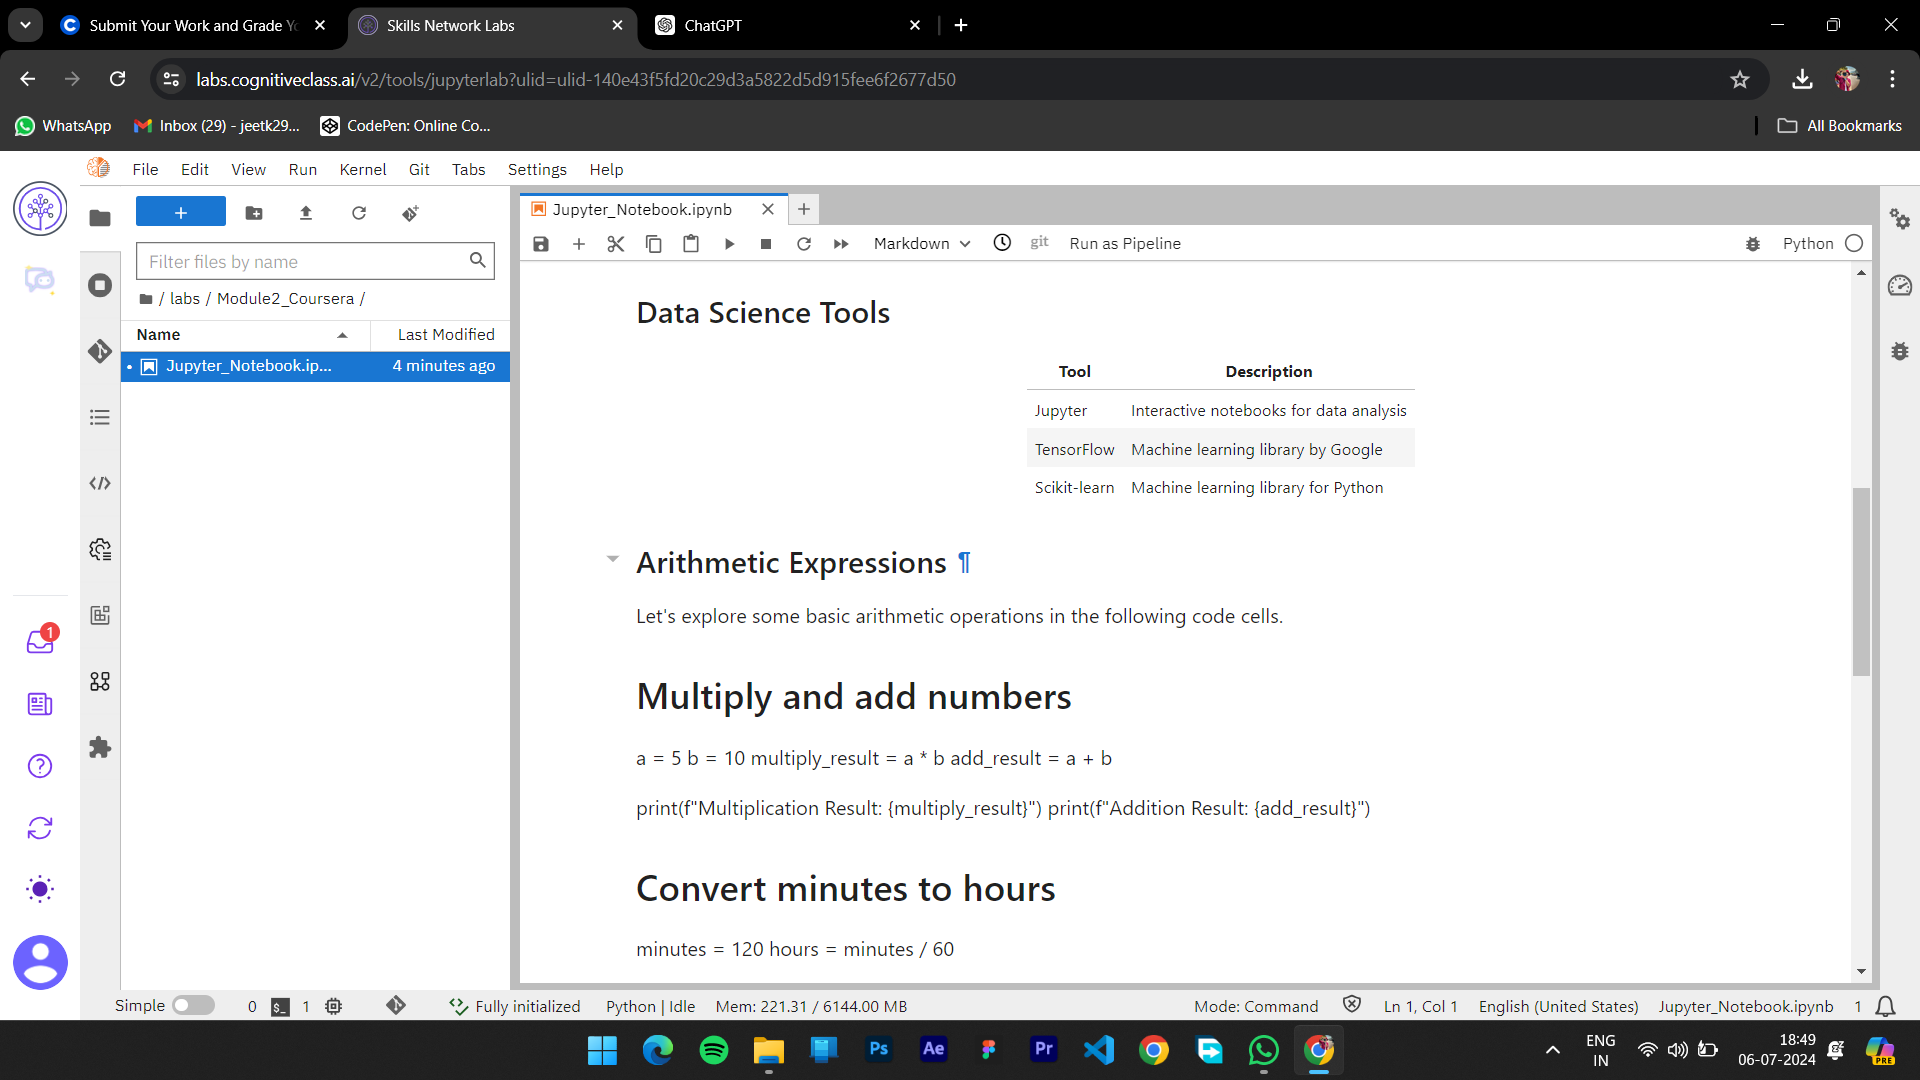 Submit Your Work and Grade Yo
Skills Network Labs
ChatGPT
labs.cognitiveclass.ai/v2/tools/jupyterlab?ulid=ulid-140e43f5fd20c29d3a5822d5d915fee6f2677d50
WhatsApp
Inbox (29) - jeetk29...
CodePen: Online Co...
All Bookmarks
File Edit View Run Kernel Git Tabs Settings Help
Jupyter_Notebook.ipynb
Markdown
git
Run as Pipeline
Python
Filter files by name
/ labs / Module2_Coursera /
Name
Last Modified
Jupyter_Notebook.ip...
4 minutes ago
Data Science Tools
Tool Description
Jupyter Interactive notebooks for data analysis
TensorFlow Machine learning library by Google
Scikit-learn Machine learning library for Python
Arithmetic Expressions ¶
Let's explore some basic arithmetic operations in the following code cells.
Multiply and add numbers
a = 5 b = 10 multiply_result = a * b add_result = a + b
print(f"Multiplication Result: {multiply_result}") print(f"Addition Result: {add_result}")
Convert minutes to hours
minutes = 120 hours = minutes / 60
1
Simple
0
$_
1
Fully initialized
Python | Idle
Mem: 221.31 / 6144.00 MB
Mode: Command
Ln 1, Col 1
English (United States)
Jupyter_Notebook.ipynb
1
Ps
Ae
Pr
ENG
IN
18:49
06-07-2024
PRE